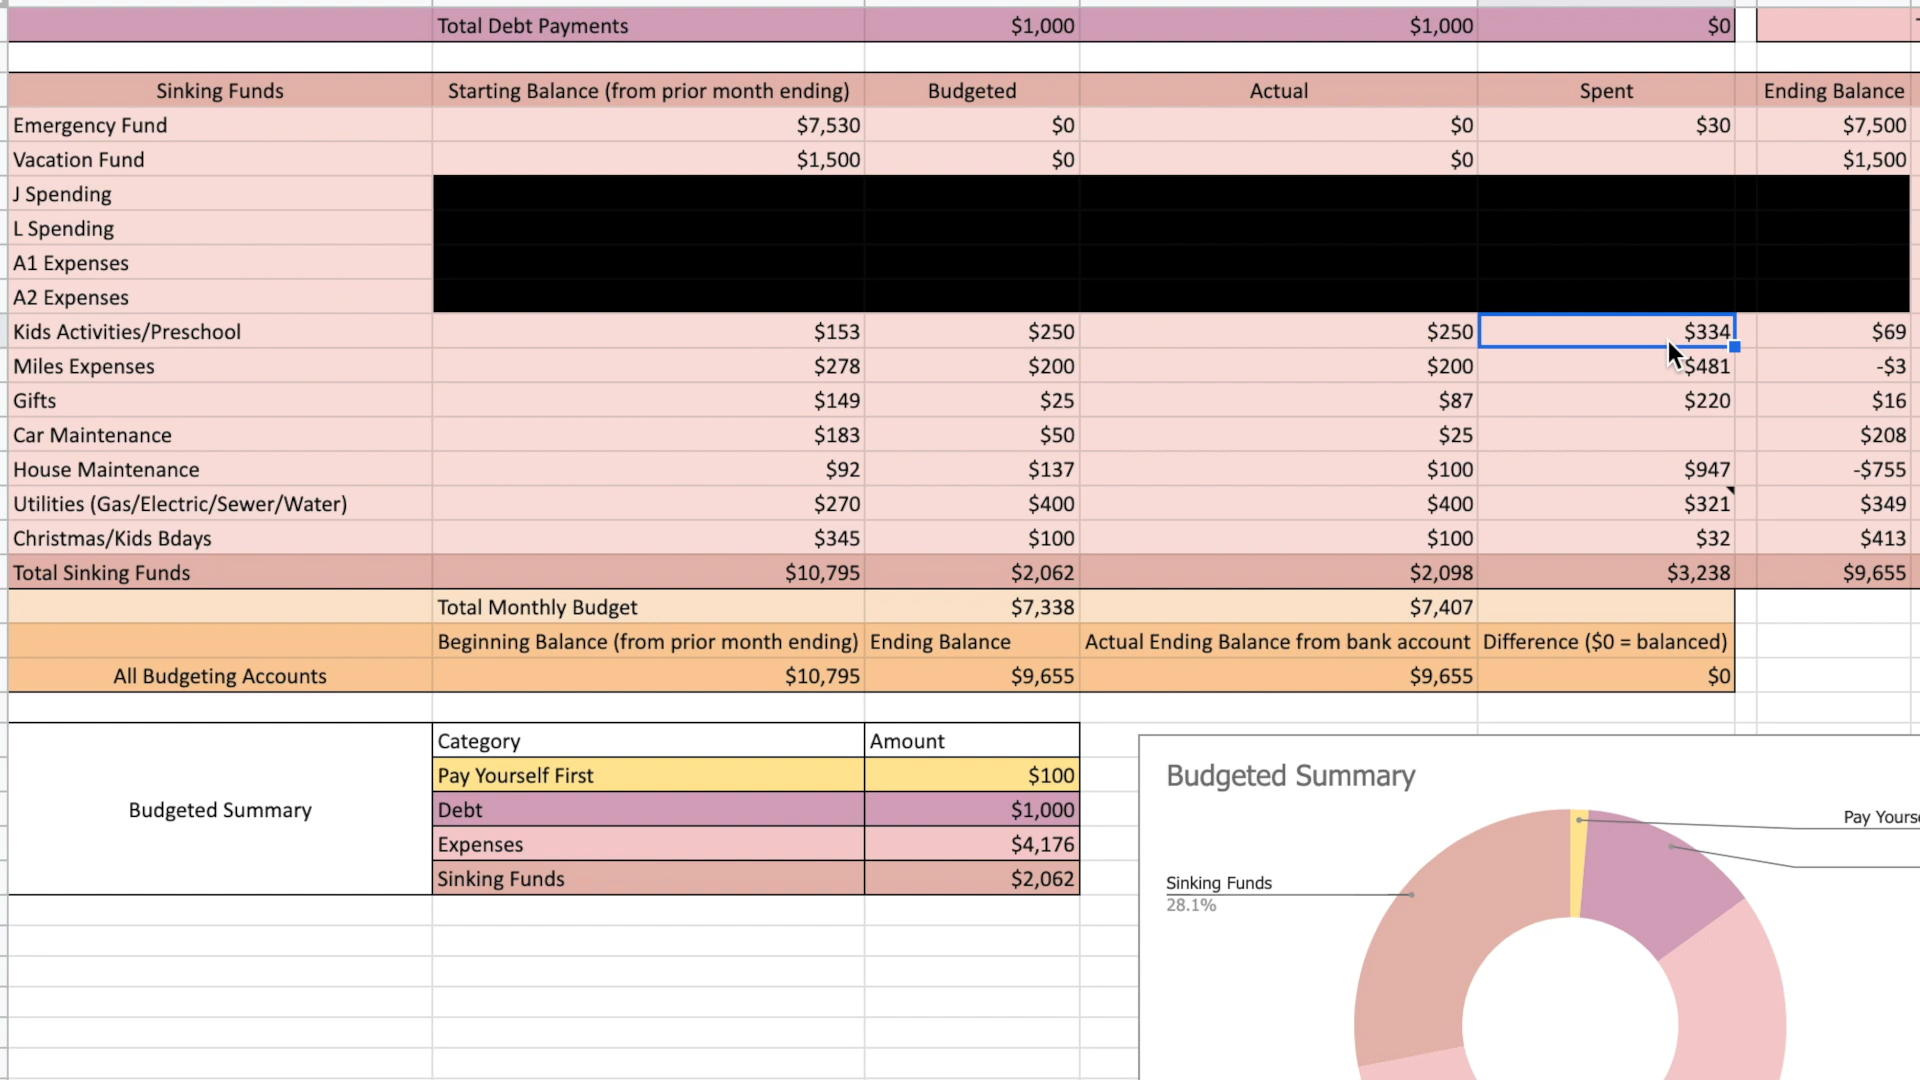 Total Debt Payments $1,000 $1,000 $0
Sinking Funds Starting Balance (from prior month ending) Budgeted Actual Spent Ending Balance
Emergency Fund $7,530 $0 $0 $30 $7,500
Vacation Fund $1,500 $0 $0 $1,500
J Spending
L Spending
A1 Expenses
A2 Expenses
Kids Activities/Preschool $153 $250 $250 $334 $69
Miles Expenses $278 $200 $200 $481 -$3
Gifts $149 $25 $87 $220 $16
Car Maintenance $183 $50 $25 $208
House Maintenance $92 $137 $100 $947 -$755
Utilities (Gas/Electric/Sewer/Water) $270 $400 $400 $321 $349
Christmas/Kids Bdays $345 $100 $100 $32 $413
Total Sinking Funds $10,795 $2,062 $2,098 $3,238 $9,655
Total Monthly Budget $7,338 $7,407
Beginning Balance (from prior month ending) Ending Balance Actual Ending Balance from bank account Difference ($0 = balanced)
All Budgeting Accounts $10,795 $9,655 $9,655 $0
Category Amount
Pay Yourself First $100
Budgeted Summary
Debt $1,000
Expenses $4,176
Sinking Funds $2,062
Budgeted Summary
Pay
Sinking Funds
28.1%